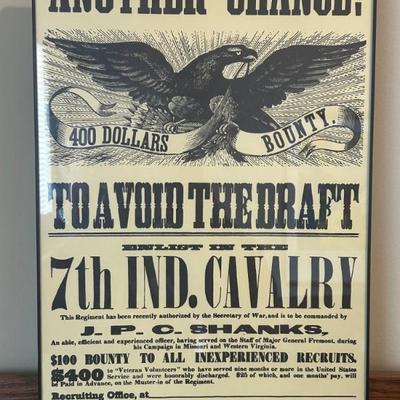 ANOTHER CHANCE!
400 DOLLARS BOUNTY.
TO AVOID THE DRAFT
ENLIST IN THE
7th IND. CAVALRY
This Regiment has been recently authorized by the Secretary of War, and is to be commanded by
J. P. C. SHANKS,
An able, efficient and experienced officer, having served on the Staff of Major General Fremont, during
his Campaign in Missouri and Western Virginia.
$100 BOUNTY TO ALL INEXPERIENCED RECRUITS.
$400 to "Veteran Volunteers" who have served nine months or more in the United States
Service and were honorably discharged. $25 of which, and one months' pay, will
be Paid in Advance, on the Muster-in of the Regiment.
Recruiting Office, at